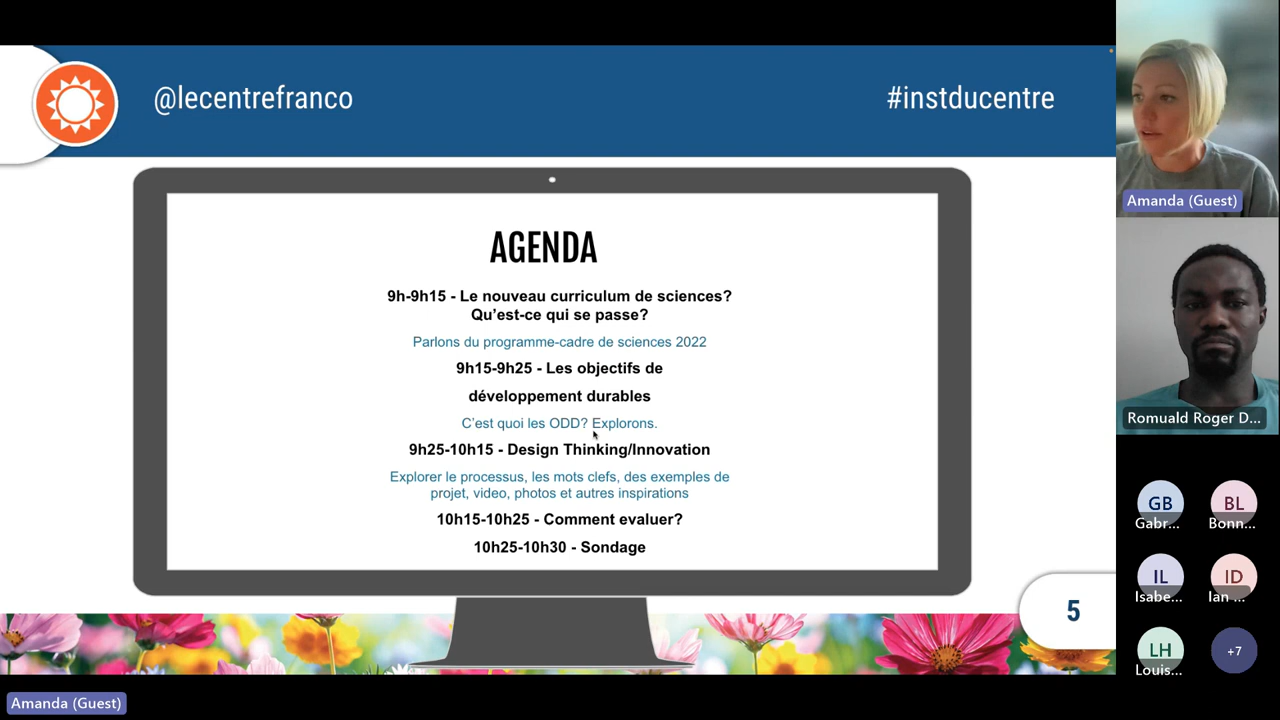 @lecentrefranco
#instducentre
AGENDA
9h-9h15 - Le nouveau curriculum de sciences?
Qu’est-ce qui se passe?
Parlons du programme-cadre de sciences 2022
9h15-9h25 - Les objectifs de
développement durables
C’est quoi les ODD? Explorons.
9h25-10h15 - Design Thinking/Innovation
Explorer le processus, les mots clefs, des exemples de
projet, video, photos et autres inspirations
10h15-10h25 - Comment evaluer?
10h25-10h30 - Sondage
5
Amanda (Guest)
Amanda (Guest)
Romuald Roger D...
GB
Gabr...
BL
Bonn...
IL
Isabe...
ID
Ian ...
LH
Louis...
+7